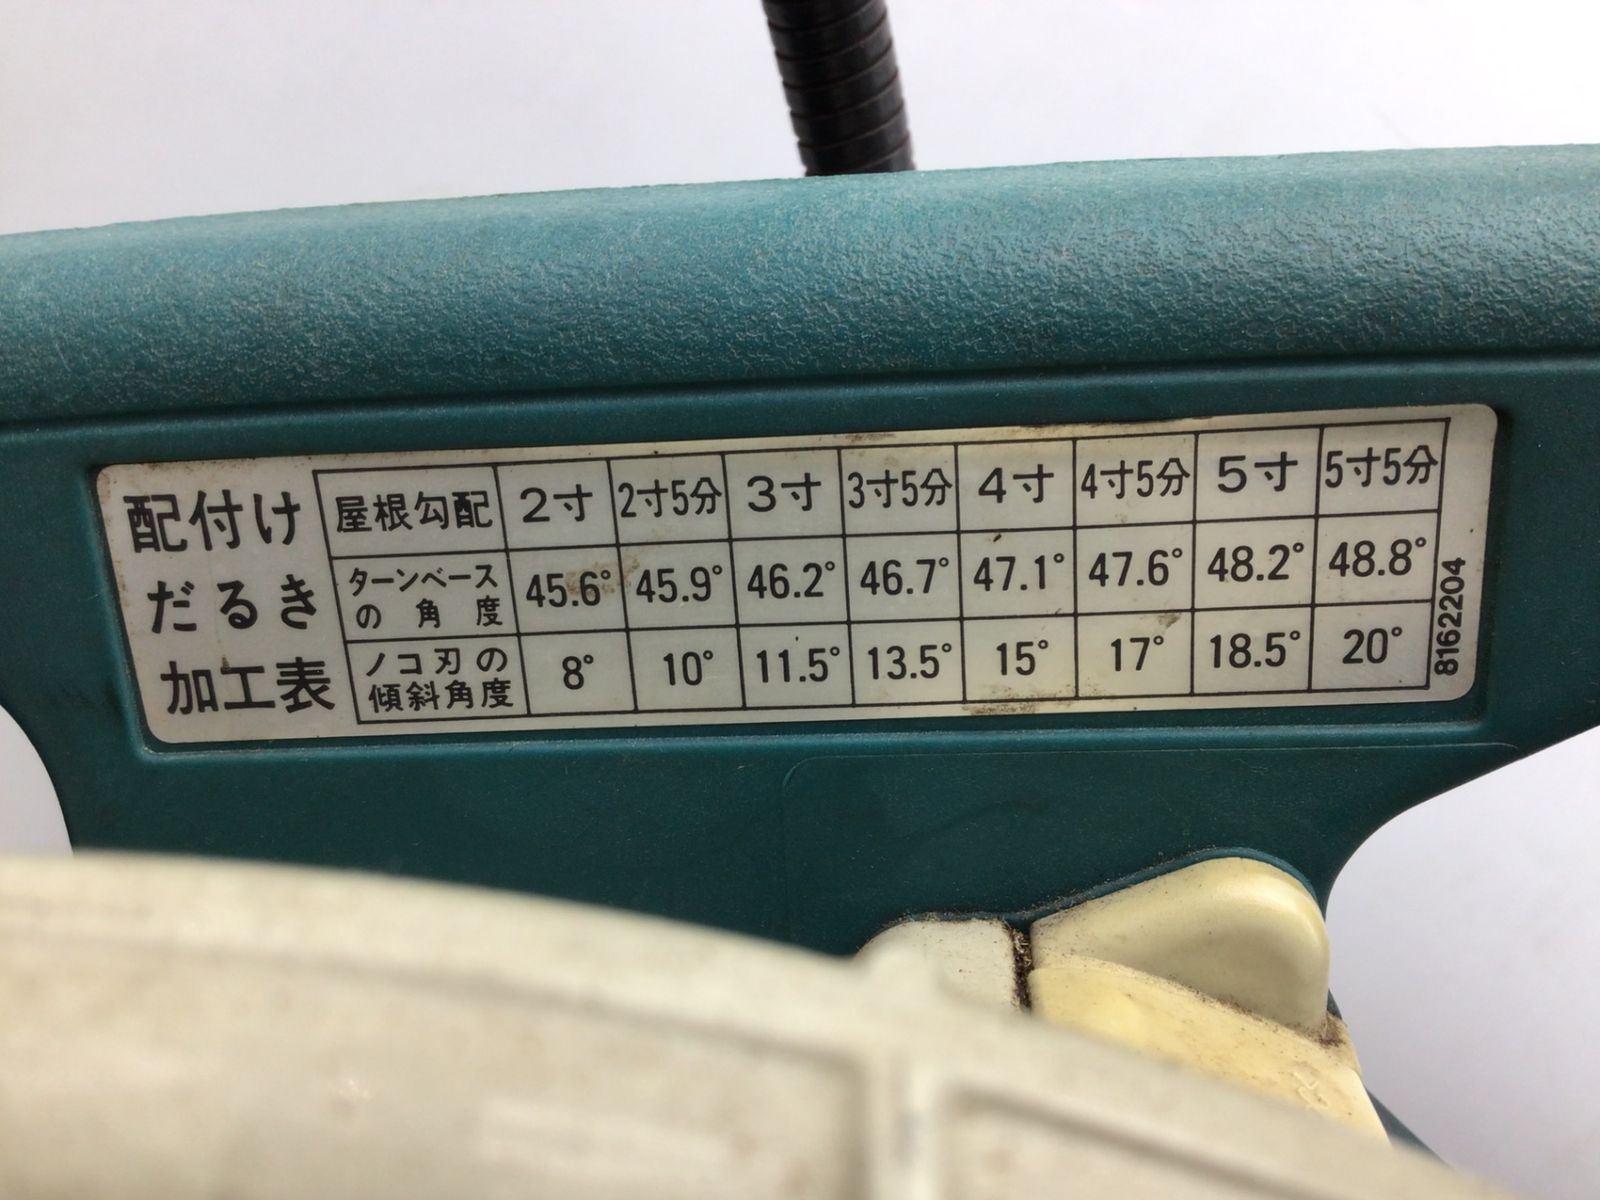 配付け
だるき
加工表
屋根勾配 2寸 2寸5分 3寸 3寸5分 4寸 4寸5分 5寸 5寸5分
ターンベース
の角度 45.6° 45.9° 46.2° 46.7° 47.1° 47.6° 48.2° 48.8°
ノコ刃の
傾斜角度 8° 10° 11.5° 13.5° 15° 17° 18.5° 20°
8162204